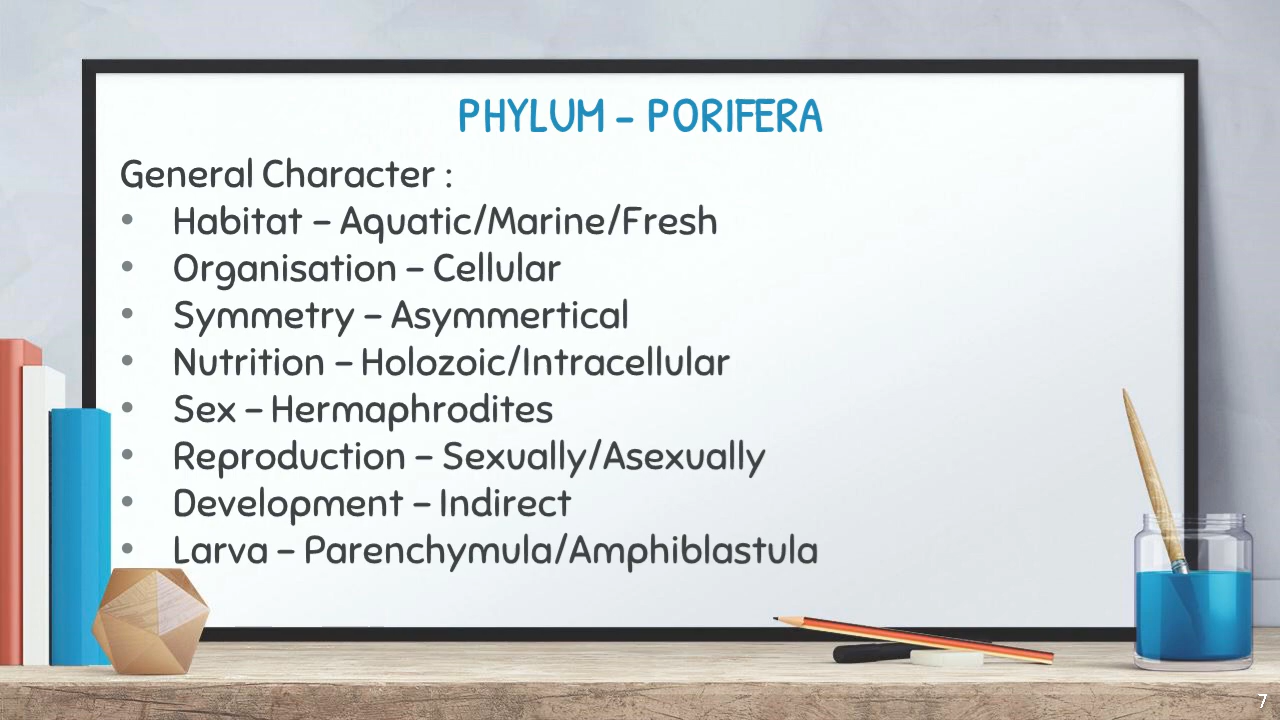 PHYLUM – PORIFERA
General Character :
• Habitat – Aquatic/Marine/Fresh
• Organisation – Cellular
• Symmetry – Asymmertical
• Nutrition – Holozoic/Intracellular
• Sex – Hermaphrodites
• Reproduction – Sexually/Asexually
• Development – Indirect
• Larva – Parenchymula/Amphiblastula
7